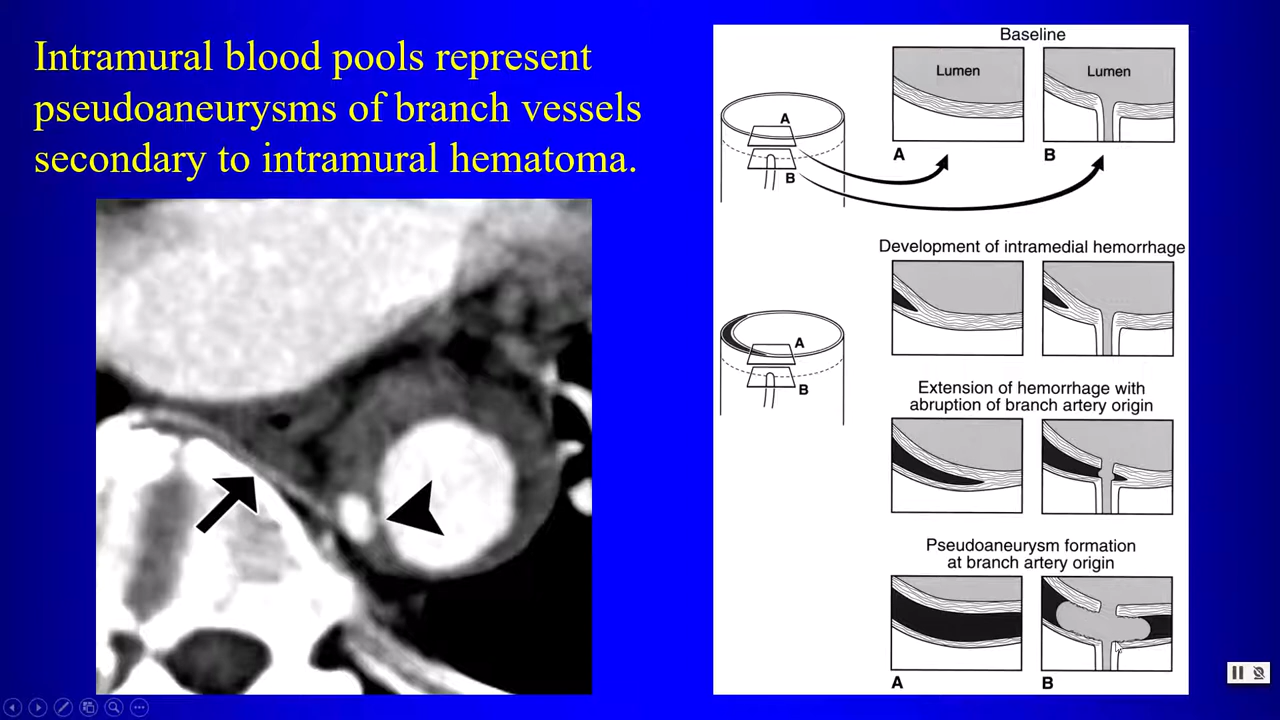 Intramural blood pools represent
pseudoaneurysms of branch vessels
secondary to intramural hematoma.
Baseline
Lumen
Lumen
A
B
A
B
Development of intramedial hemorrhage
A
B
Extension of hemorrhage with
abruption of branch artery origin
Pseudoaneurysm formation
at branch artery origin
A
B